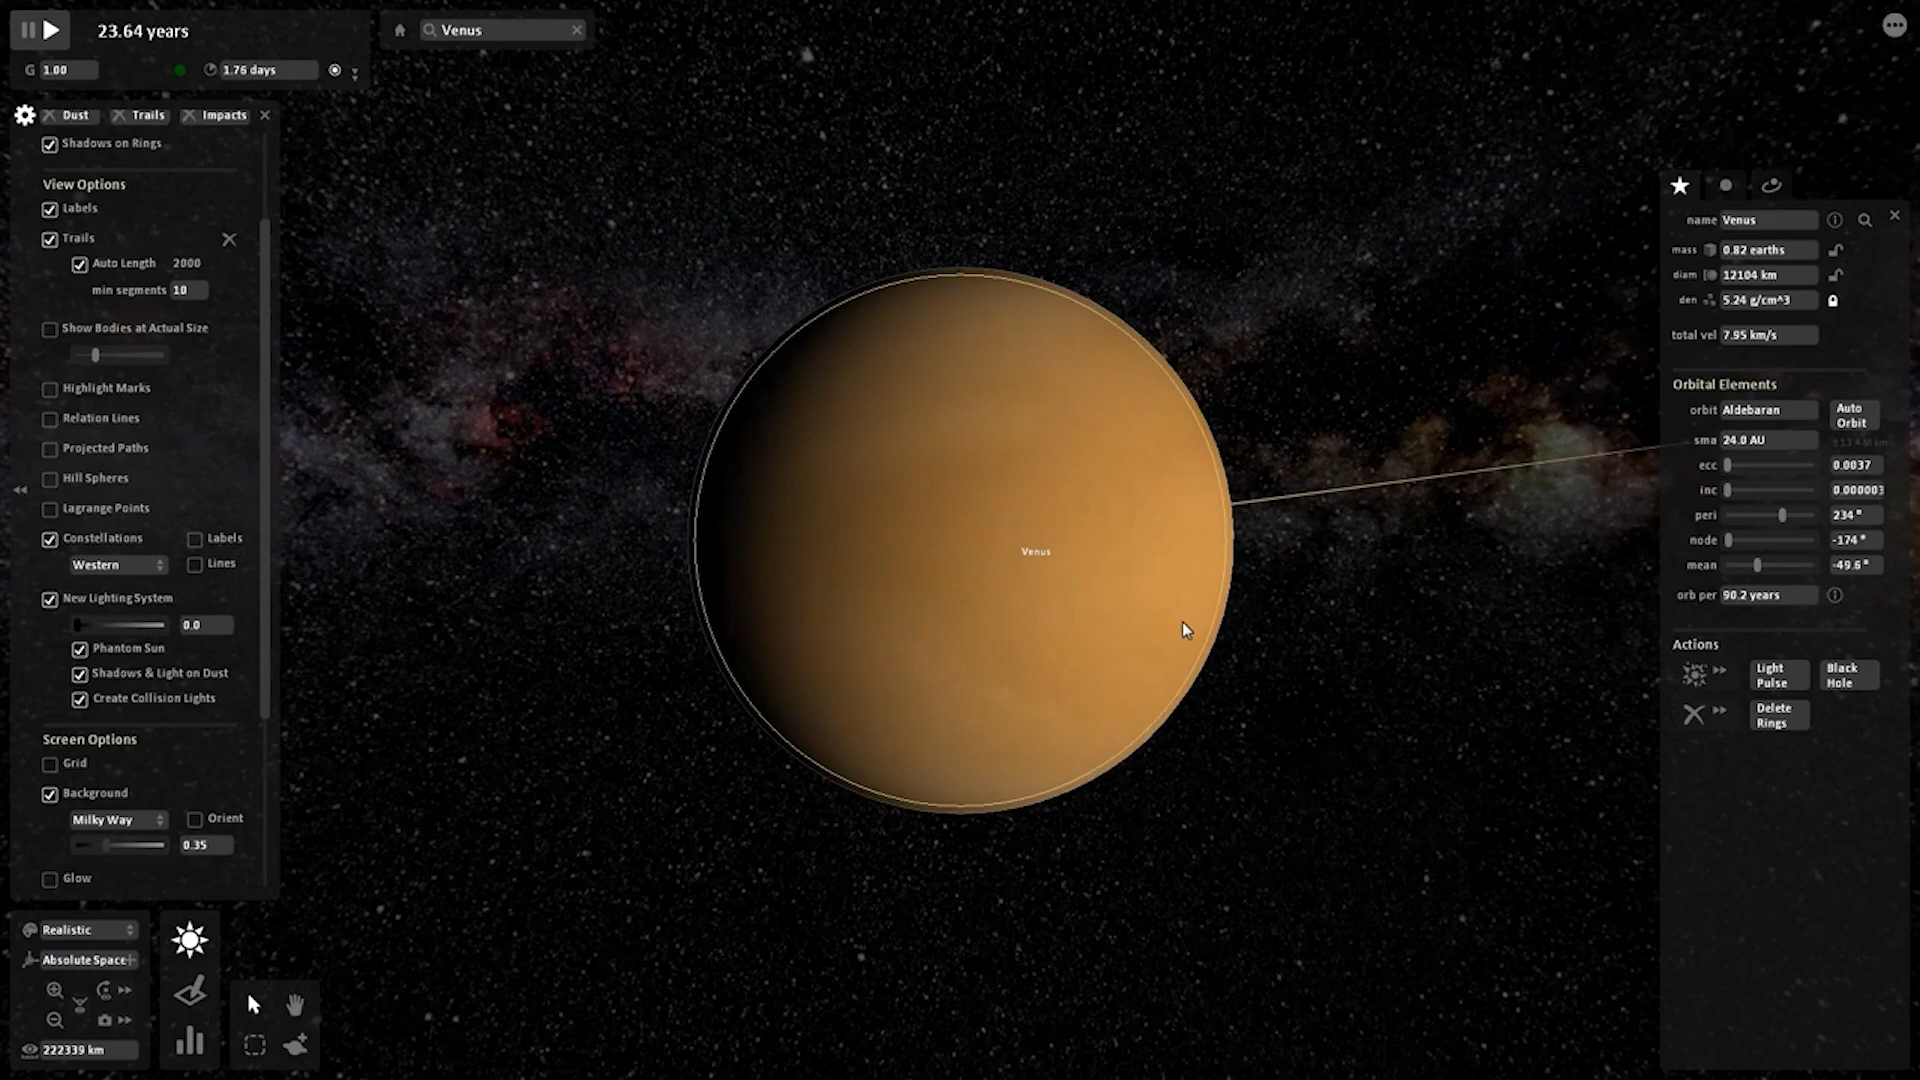 23.64 years
Venus
G 1.00
1.76 days
Dust Trails Impacts
Shadows on Rings
View Options
Labels
Trails
Auto Length 2000
min segments 10
Show Bodies at Actual Size
Highlight Marks
Relation Lines
Projected Paths
Hill Spheres
Lagrange Points
Constellations Labels
Western Lines
New Lighting System
0.0
Phantom Sun
Shadows & Light on Dust
Create Collision Lights
Screen Options
Grid
Background
Milky Way Orient
0.35
Glow
Realistic
Absolute Space
222339 km
Venus
name Venus
mass 0.82 earths
diam 12104 km
den 5.24 g/cm^3
total vel 7.95 km/s
Orbital Elements
orbit Aldebaran
Auto
Orbit
sma 24.0 AU
ecc 0.0037
inc 0.000003
peri 234°
node -174°
mean -49.6°
orb per 90.2 years
Actions
Light
Pulse
Black
Hole
Delete
Rings